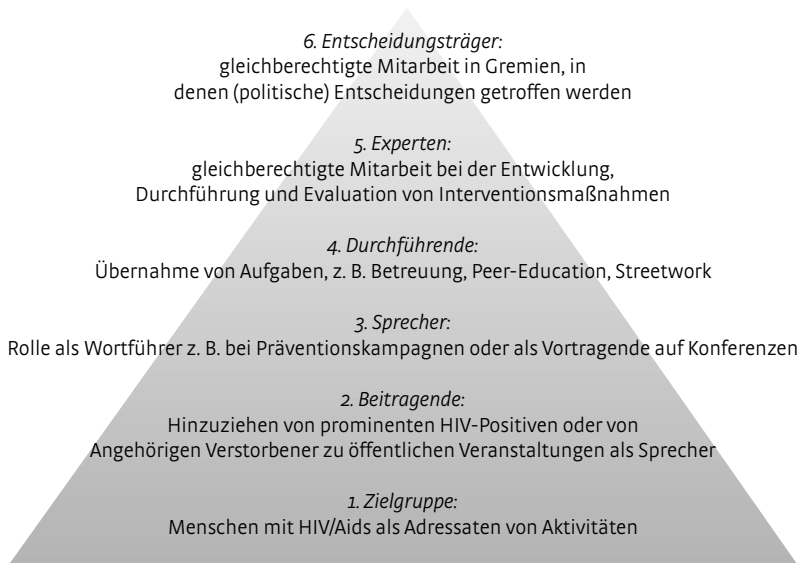 6. Entscheidungsträger:
gleichberechtigte Mitarbeit in Gremien, in
denen (politische) Entscheidungen getroffen werden
5. Experten:
gleichberechtigte Mitarbeit bei der Entwicklung,
Durchführung und Evaluation von Interventionsmaßnahmen
4. Durchführende:
Übernahme von Aufgaben, z. B. Betreuung, Peer-Education, Streetwork
3. Sprecher:
Rolle als Wortführer z. B. bei Präventionskampagnen oder als Vortragende auf Konferenzen
2. Beitragende:
Hinzuziehen von prominenten HIV-Positiven oder von
Angehörigen Verstorbener zu öffentlichen Veranstaltungen als Sprecher
1. Zielgruppe:
Menschen mit HIV/Aids als Adressaten von Aktivitäten